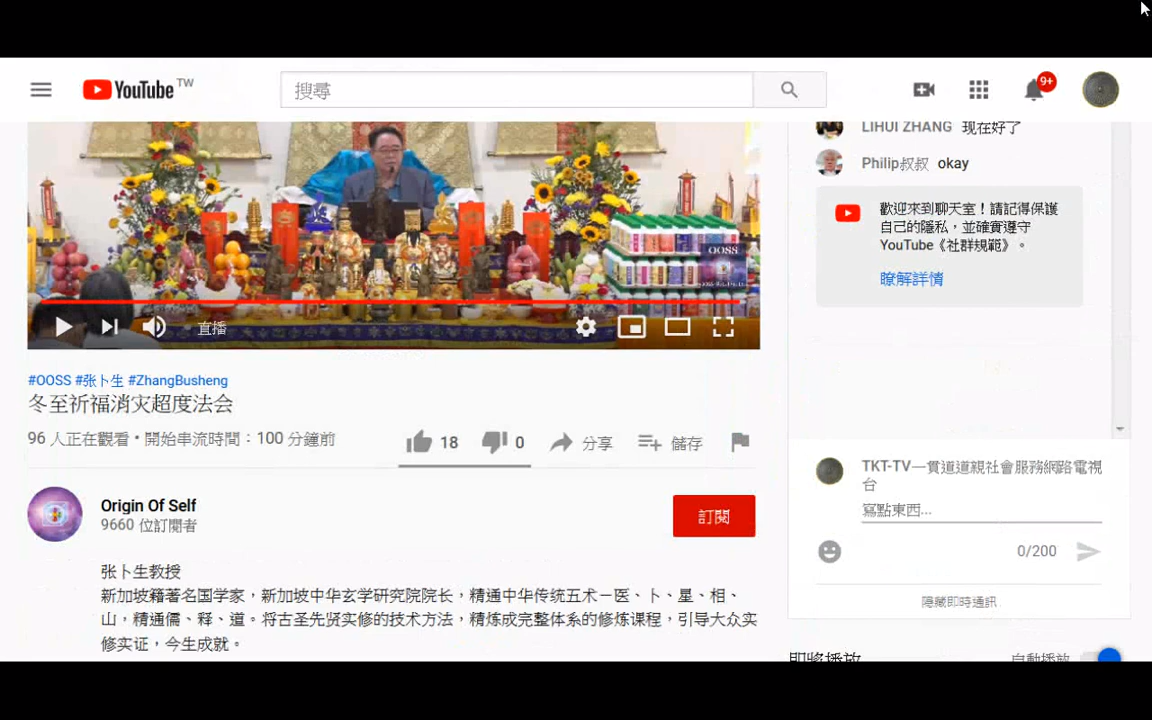 YouTube TW
搜尋
9+
LIHUI ZHANG 现在好了
Philip叔叔 okay
歡迎來到聊天室！請記得保護
自己的隱私，並確實遵守
YouTube《社群規範》。
瞭解詳情
OOSS
直播
#OOSS #张卜生 #ZhangBusheng
冬至祈福消灾超度法会
96 人正在觀看 • 開始串流時間：100 分鐘前
18
0
分享
儲存
Origin Of Self
9660 位訂閱者
訂閱
张卜生教授
新加坡籍著名国学家，新加坡中华玄学研究院院长，精通中华传统五术－医、卜、星、相、
山，精通儒、释、道。将古圣先贤实修的技术方法，精炼成完整体系的修炼课程，引导大众实
修实证，今生成就。
TKT-TV一貫道道親社會服務網路電視
台
寫點東西...
0/200
隱藏即時通訊
即將播放
自動播放